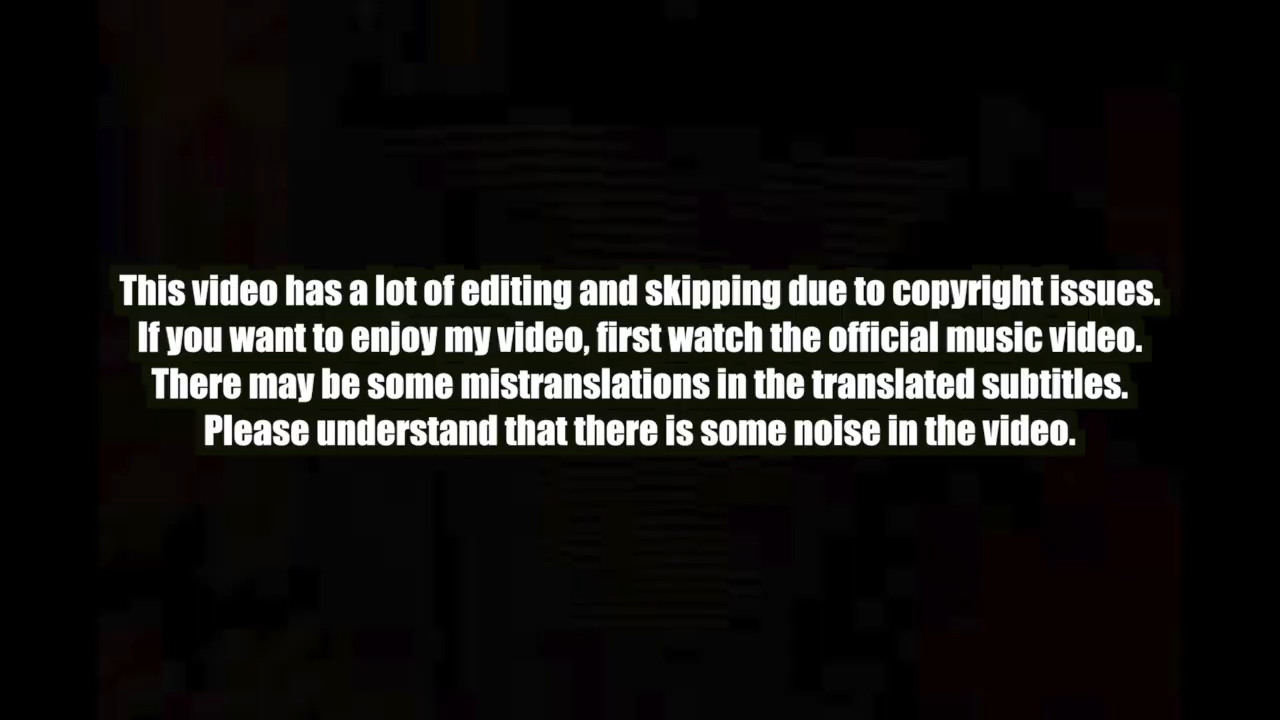 This video has a lot of editing and skipping due to copyright issues.
If you want to enjoy my video, first watch the official music video.
There may be some mistranslations in the translated subtitles.
Please understand that there is some noise in the video.